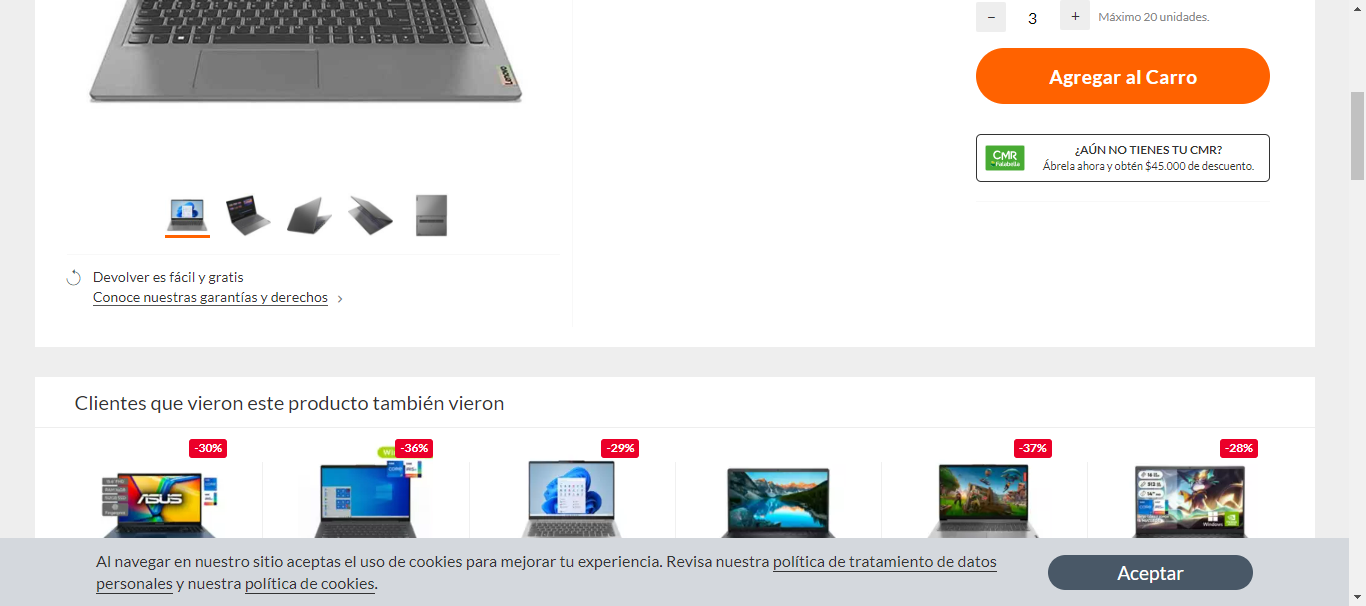 3
Máximo 20 unidades.
Agregar al Carro
Lenovo
CMR
Falabella
¿AÚN NO TIENES TU CMR?
Ábrela ahora y obtén $45.000 de descuento.
Devolver es fácil y gratis
Conoce nuestras garantías y derechos
Clientes que vieron este producto también vieron
-30%
-36%
-29%
-37%
-28%
ASUS
Windows
Al navegar en nuestro sitio aceptas el uso de cookies para mejorar tu experiencia. Revisa nuestra política de tratamiento de datos
personales y nuestra política de cookies.
Aceptar